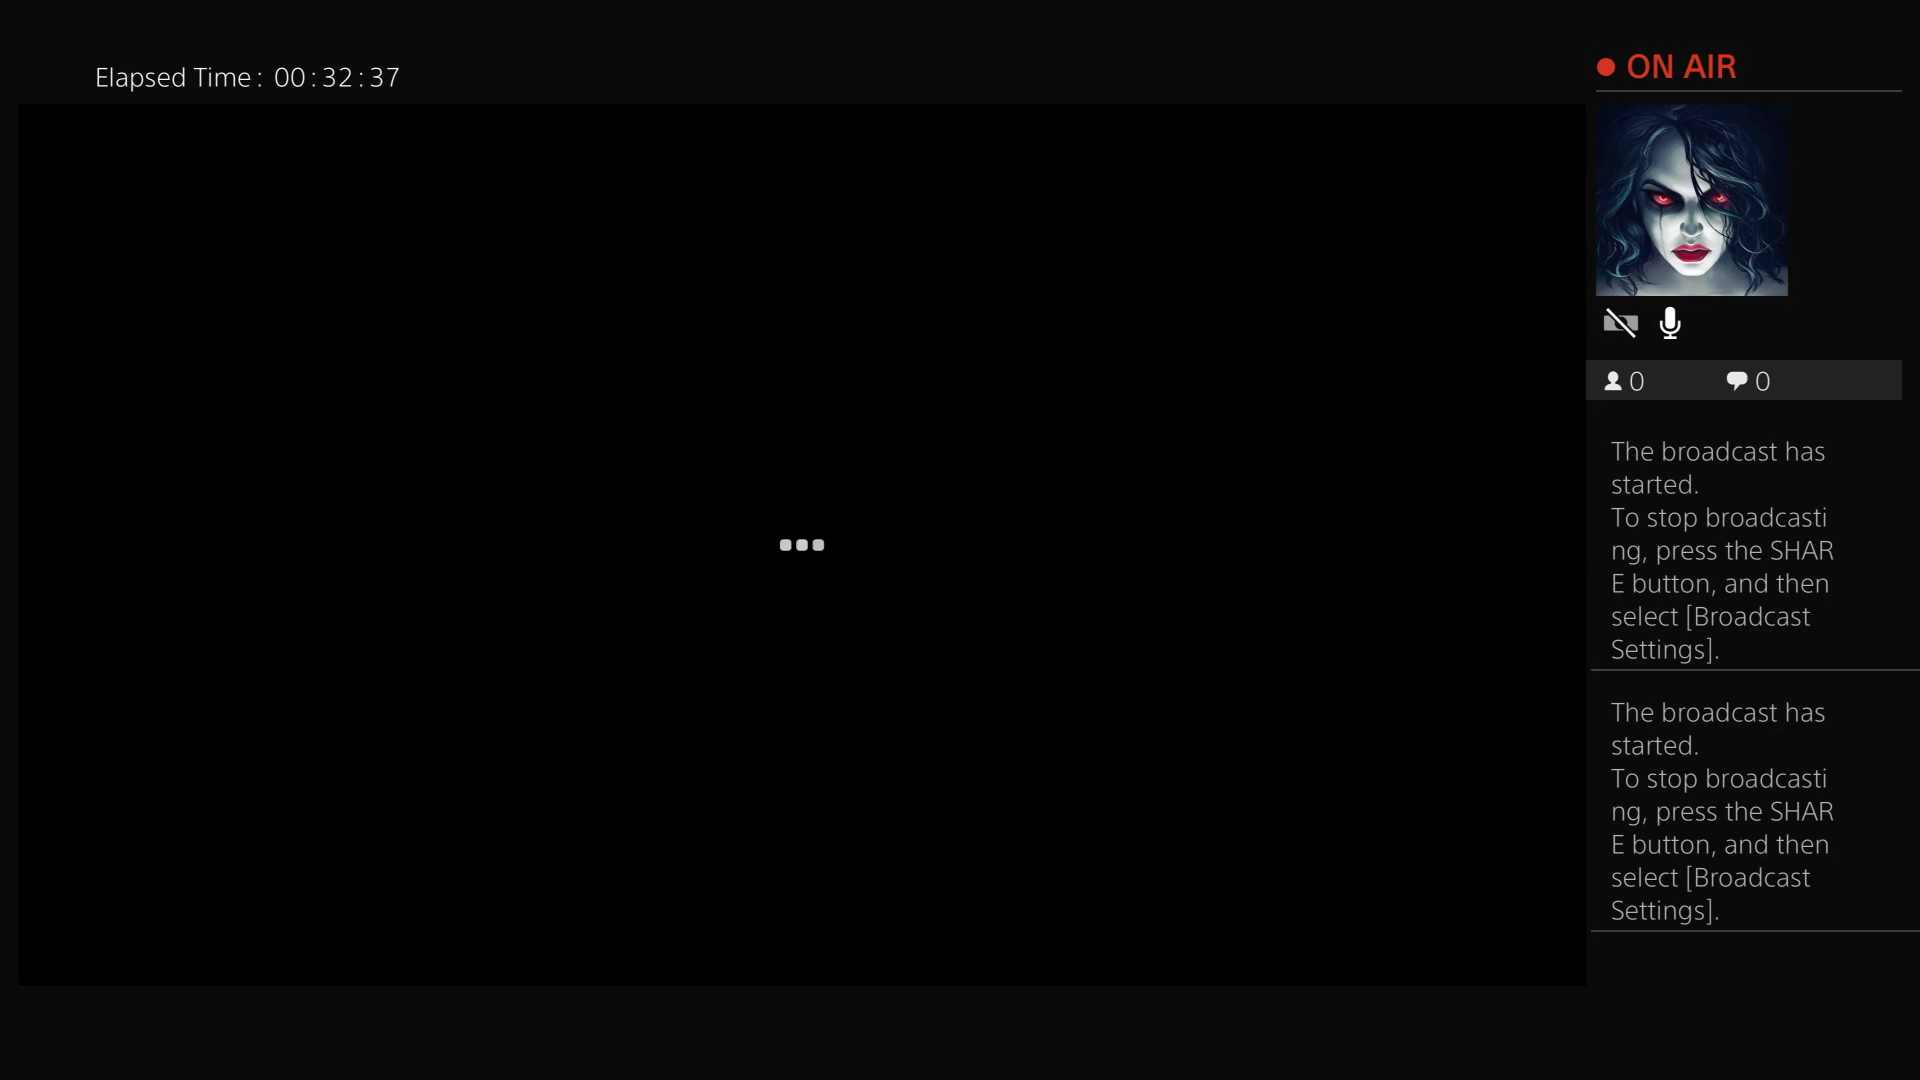 Elapsed Time: 00:32:37
ON AIR
0 0
The broadcast has
started.
To stop broadcasti
ng, press the SHAR
E button, and then
select [Broadcast
Settings].
The broadcast has
started.
To stop broadcasti
ng, press the SHAR
E button, and then
select [Broadcast
Settings].